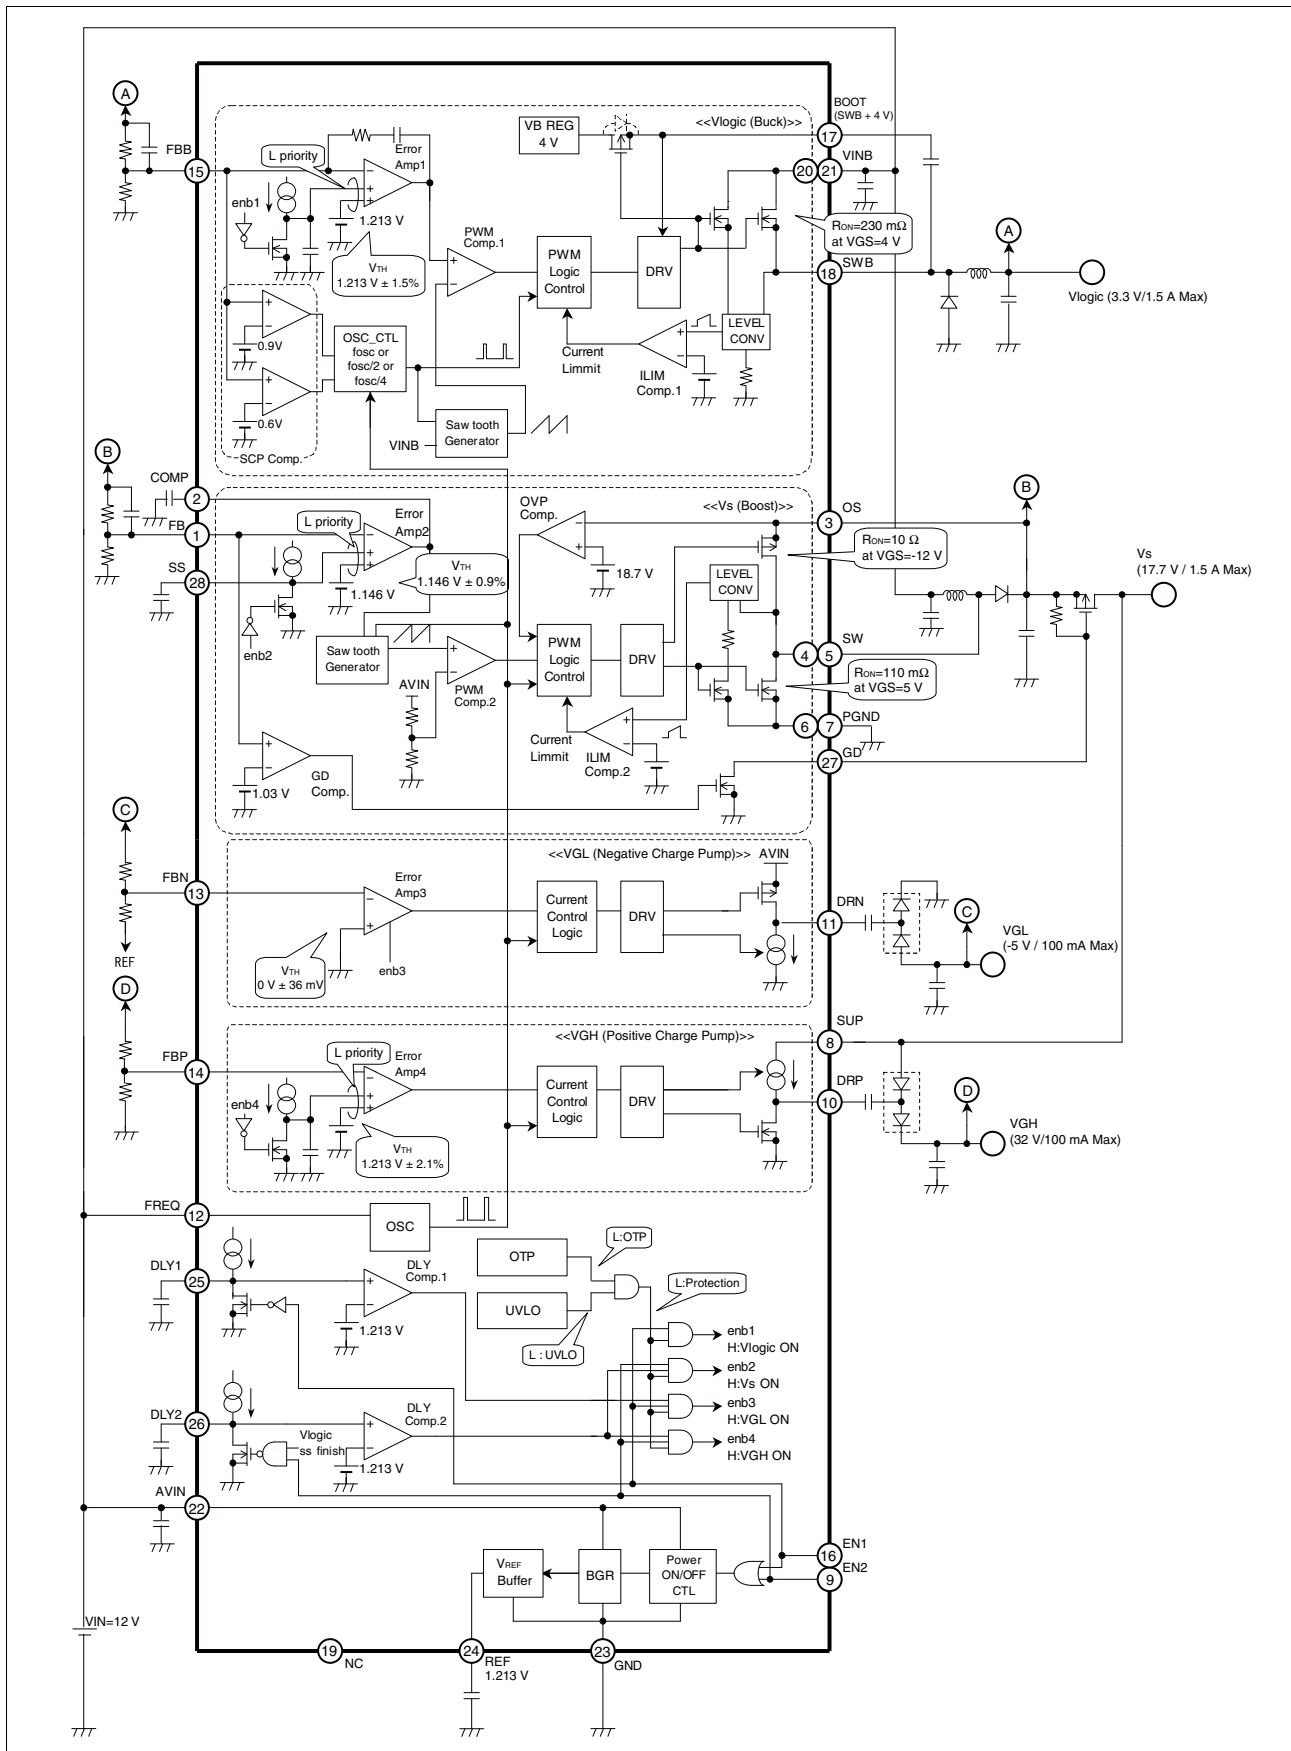 BOOT
(SWB + 4 V)
A
<<Vlogic (Buck)>>
VB REG
4 V
17
FBB
15
L priority
Error
Amp1
VINB
20
21
enb1
1.213 V
VTH
1.213 V ± 1.5%
PWM
Comp.1
PWM
Logic
Control
DRV
RON=230 mΩ
at VGS=4 V
A
18
SWB
Vlogic (3.3 V/1.5 A Max)
0.9V
OSC_CTL
fosc or
fosc/2 or
fosc/4
Current
Limmit
ILIM
Comp.1
LEVEL
CONV
0.6V
VINB
Saw tooth
Generator
SCP Comp.
B
COMP
2
FB
1
SS
28
L priority
Error
Amp2
OVP
Comp.
<<Vs (Boost)>>
OS
3
B
RON=10 Ω
at VGS=-12 V
Vs
(17.7 V / 1.5 A Max)
VTH
1.146 V ± 0.9%
1.146 V
18.7 V
LEVEL
CONV
enb2
Saw tooth
Generator
AVIN
PWM
Comp.2
PWM
Logic
Control
DRV
SW
4
5
RON=110 mΩ
at VGS=5 V
PGND
6
7
GD
27
Current
Limmit
ILIM
Comp.2
1.03 V
GD
Comp.
C
<<VGL (Negative Charge Pump)>>
AVIN
FBN
13
Error
Amp3
Current
Control
Logic
DRV
DRN
11
C
VGL
(-5 V / 100 mA Max)
REF
VTH
0 V ± 36 mV
enb3
D
<<VGH (Positive Charge Pump)>>
SUP
8
FBP
14
L priority
Error
Amp4
enb4
Current
Control
Logic
DRV
DRP
10
D
VGH
(32 V/100 mA Max)
VTH
1.213 V ± 2.1%
FREQ
12
OSC
OTP
L:OTP
DLY1
25
DLY
Comp.1
1.213 V
UVLO
L : UVLO
L:Protection
enb1
H:Vlogic ON
enb2
H:Vs ON
enb3
H:VGL ON
enb4
H:VGH ON
DLY2
26
Vlogic
ss finish
DLY
Comp.2
1.213 V
AVIN
22
VREF
Buffer
BGR
Power
ON/OFF
CTL
EN1
16
EN2
9
VIN=12 V
19
NC
24
REF
1.213 V
23
GND